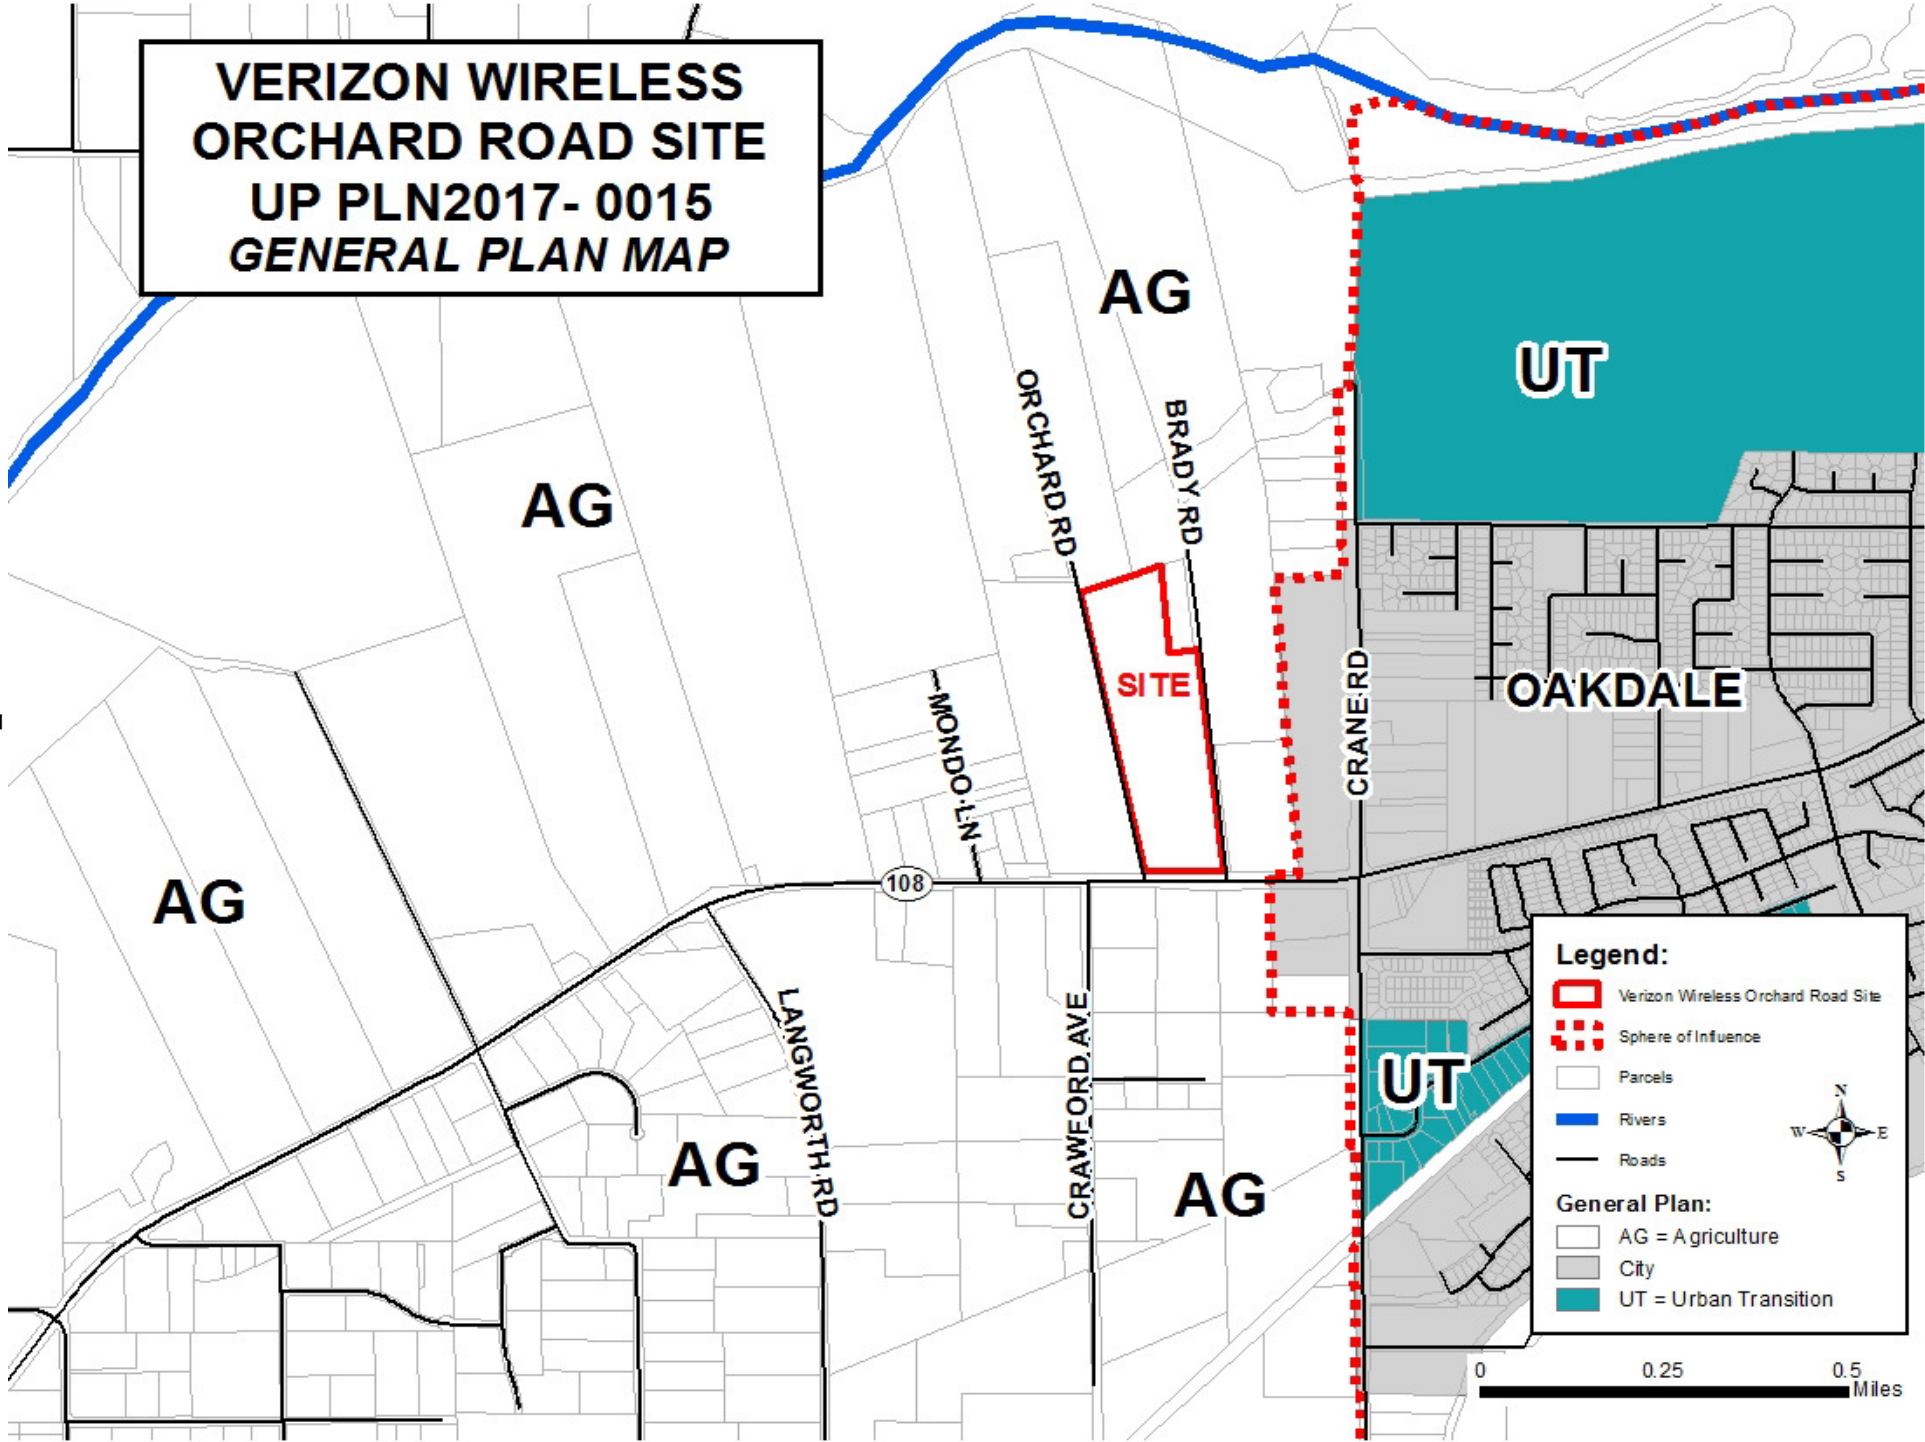 VERIZON WIRELESS
ORCHARD ROAD SITE
UP PLN2017- 0015
GENERAL PLAN MAP
AG
UT
ORCHARD RD
BRADY RD
AG
SITE
OAKDALE
CRANE RD
MONDO LN
AG
108
LANGWORTH RD
CRAWFORD AVE
UT
AG
AG
Legend:
Verizon Wireless Orchard Road Site
Sphere of Influence
Parcels
Rivers
Roads
N
W
E
S
General Plan:
AG = Agriculture
City
UT = Urban Transition
0 0.25 0.5
Miles